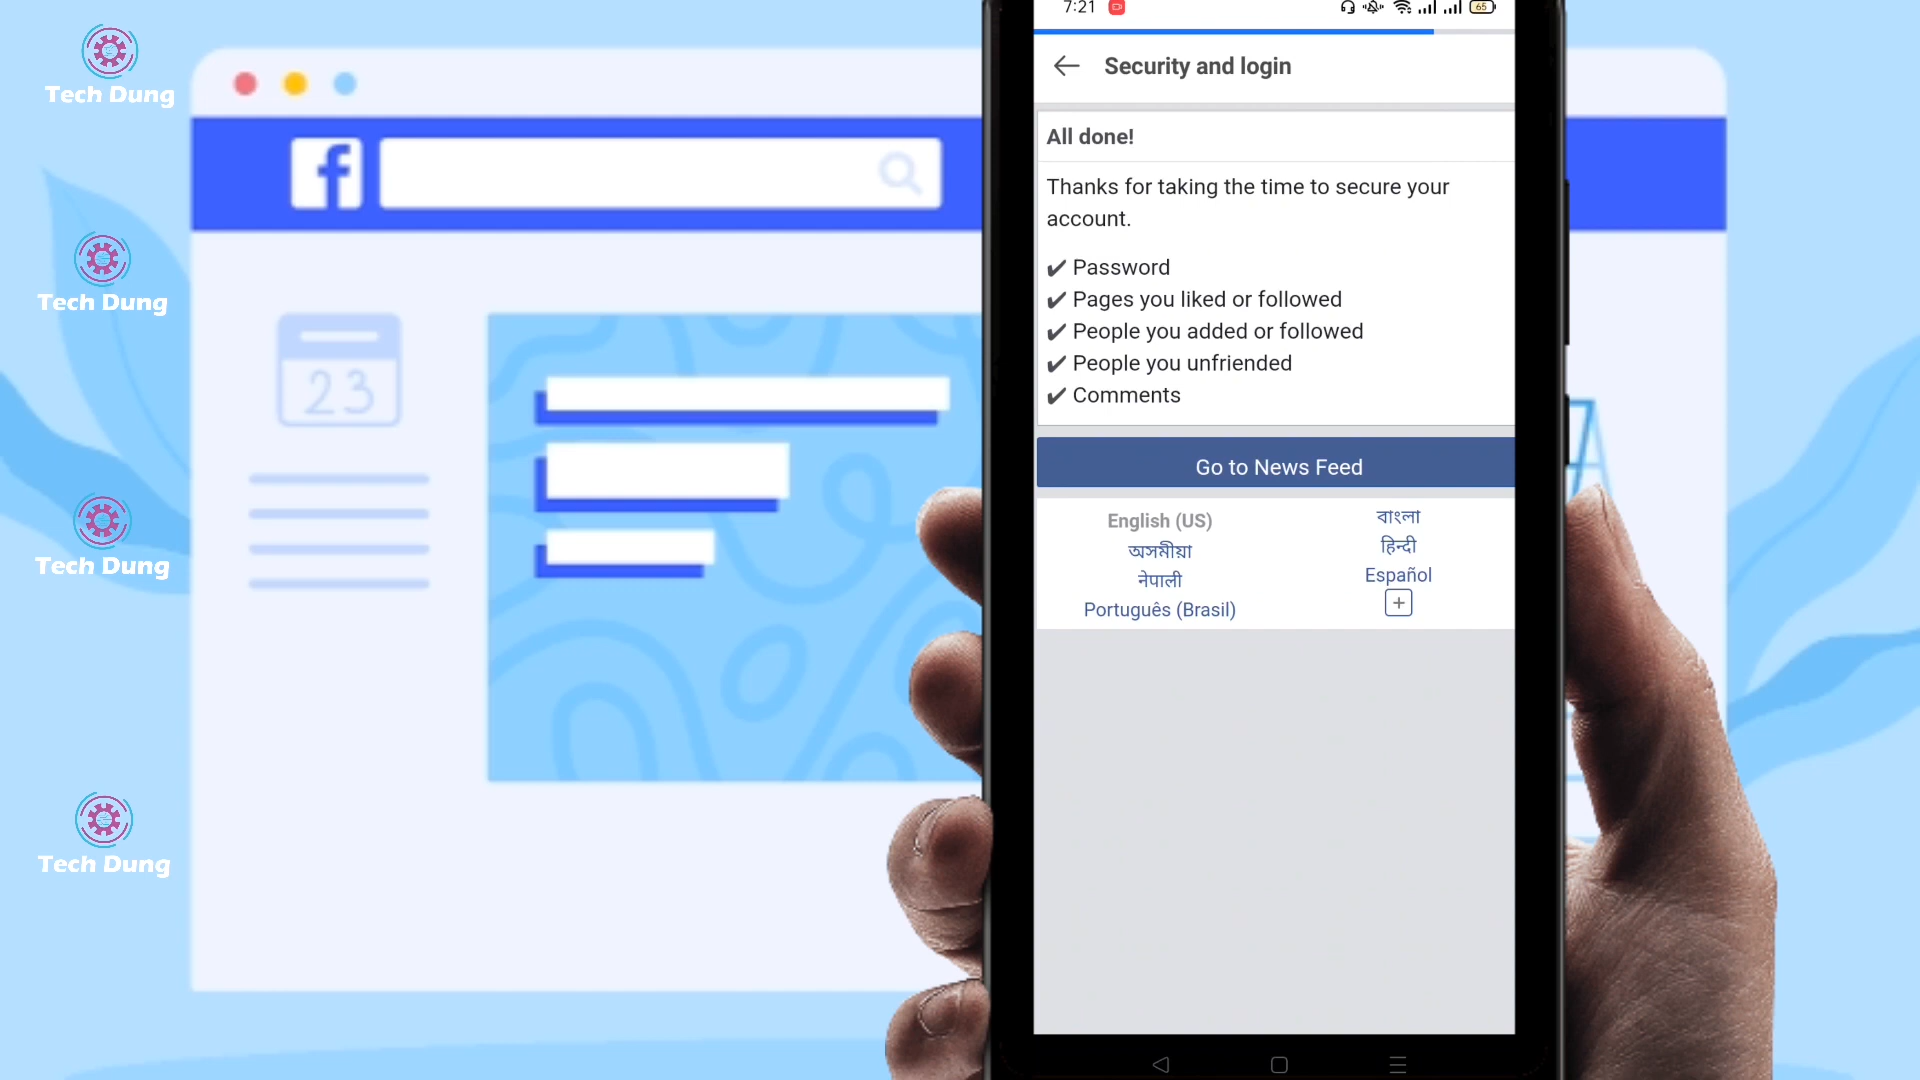 Tech Dung
Tech Dung
Tech Dung
Tech Dung
f
23
7:21
65
Security and login
All done!
Thanks for taking the time to secure your
account.
✔ Password
✔ Pages you liked or followed
✔ People you added or followed
✔ People you unfriended
✔ Comments
Go to News Feed
English (US)
বাংলা
অসমীয়া
हिन्दी
नेपाली
Español
Português (Brasil)